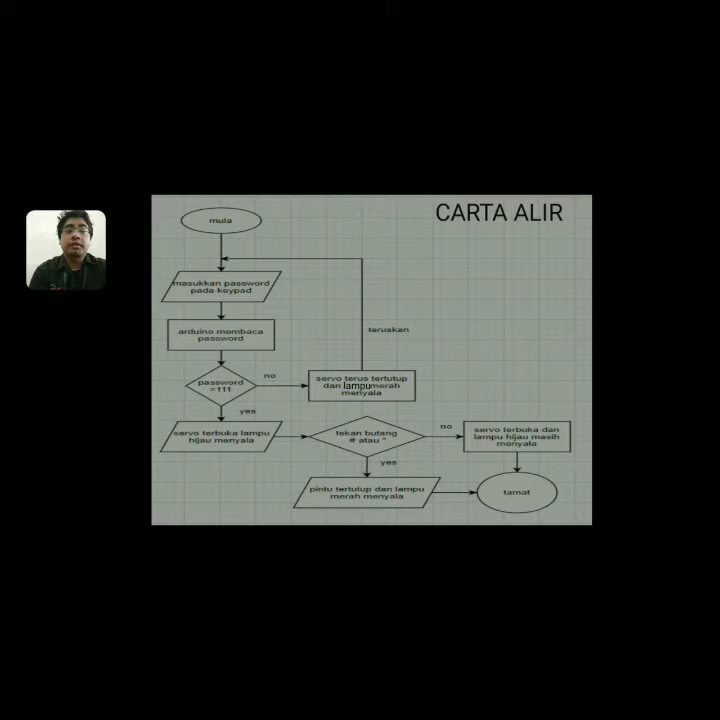 CARTA ALIR
mula
masukkan password
pada keypad
arduino membaca
password
teruskan
password
=111
no
servo terus tertutup
dan lampu merah
menyala
yes
servo terbuka lampu
hijau menyala
tekan butang
# atau *
no
servo terbuka dan
lampu hijau masih
menyala
yes
pintu tertutup dan lampu
merah menyala
tamat